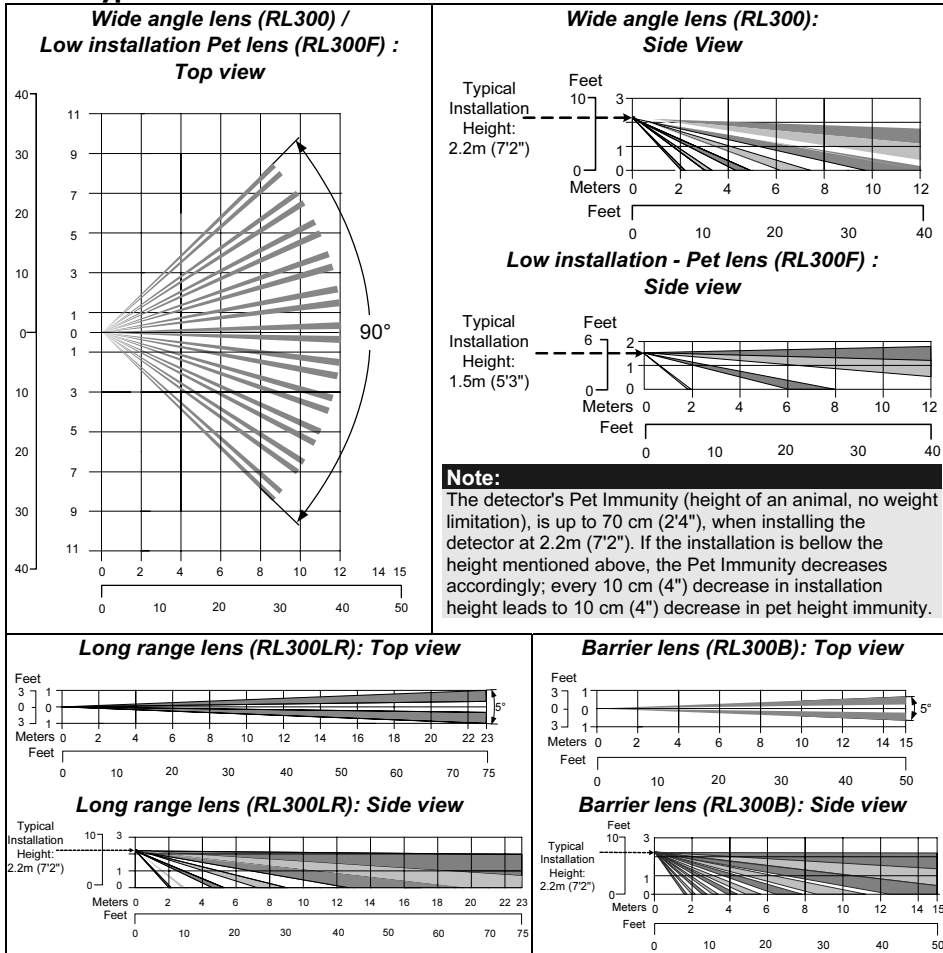 Wide angle lens (RL300) /
Low installation Pet lens (RL300F) :
Top view
40
30
20
10
0
10
20
30
40
11
9
7
5
3
1
0
1
3
5
7
9
11
90°
0 2 4 6 8 10 12 14 15
0 10 20 30 40 50
Wide angle lens (RL300):
Side View
Typical
Installation
Height:
2.2m (7'2")
Feet
10
0
3
1
0
Meters 0 2 4 6 8 10 12
Feet
0 10 20 30 40
Low installation - Pet lens (RL300F) :
Side view
Typical
Installation
Height:
1.5m (5'3")
Feet
6
0
2
1
0
Meters 0 2 4 6 8 10 12
Feet
0 10 20 30 40
Note:
The detector's Pet Immunity (height of an animal, no weight
limitation), is up to 70 cm (2'4"), when installing the
detector at 2.2m (7'2"). If the installation is bellow the
height mentioned above, the Pet Immunity decreases
accordingly; every 10 cm (4") decrease in installation
height leads to 10 cm (4") decrease in pet height immunity.
Long range lens (RL300LR): Top view
Feet
3 1
0 0
3 1
5°
Meters 0 2 4 6 8 10 12 14 16 18 20 22 23
Feet
0 10 20 30 40 50 60 70 75
Long range lens (RL300LR): Side view
Typical
Installation
Height:
2.2m (7'2")
10
0
3
1
0
Meters 0 2 4 6 8 10 12 14 16 18 20 22 23
Feet
0 10 20 30 40 50 60 70 75
Barrier lens (RL300B): Top view
Feet
3 1
0 0
3 1
5°
Meters 0 2 4 6 8 10 12 14 15
Feet
0 10 20 30 40 50
Barrier lens (RL300B): Side view
Typical
Installation
Height:
2.2m (7'2")
Feet
10
0
3
1
0
Meters 0 2 4 6 8 10 12 14 15
Feet
0 10 20 30 40 50